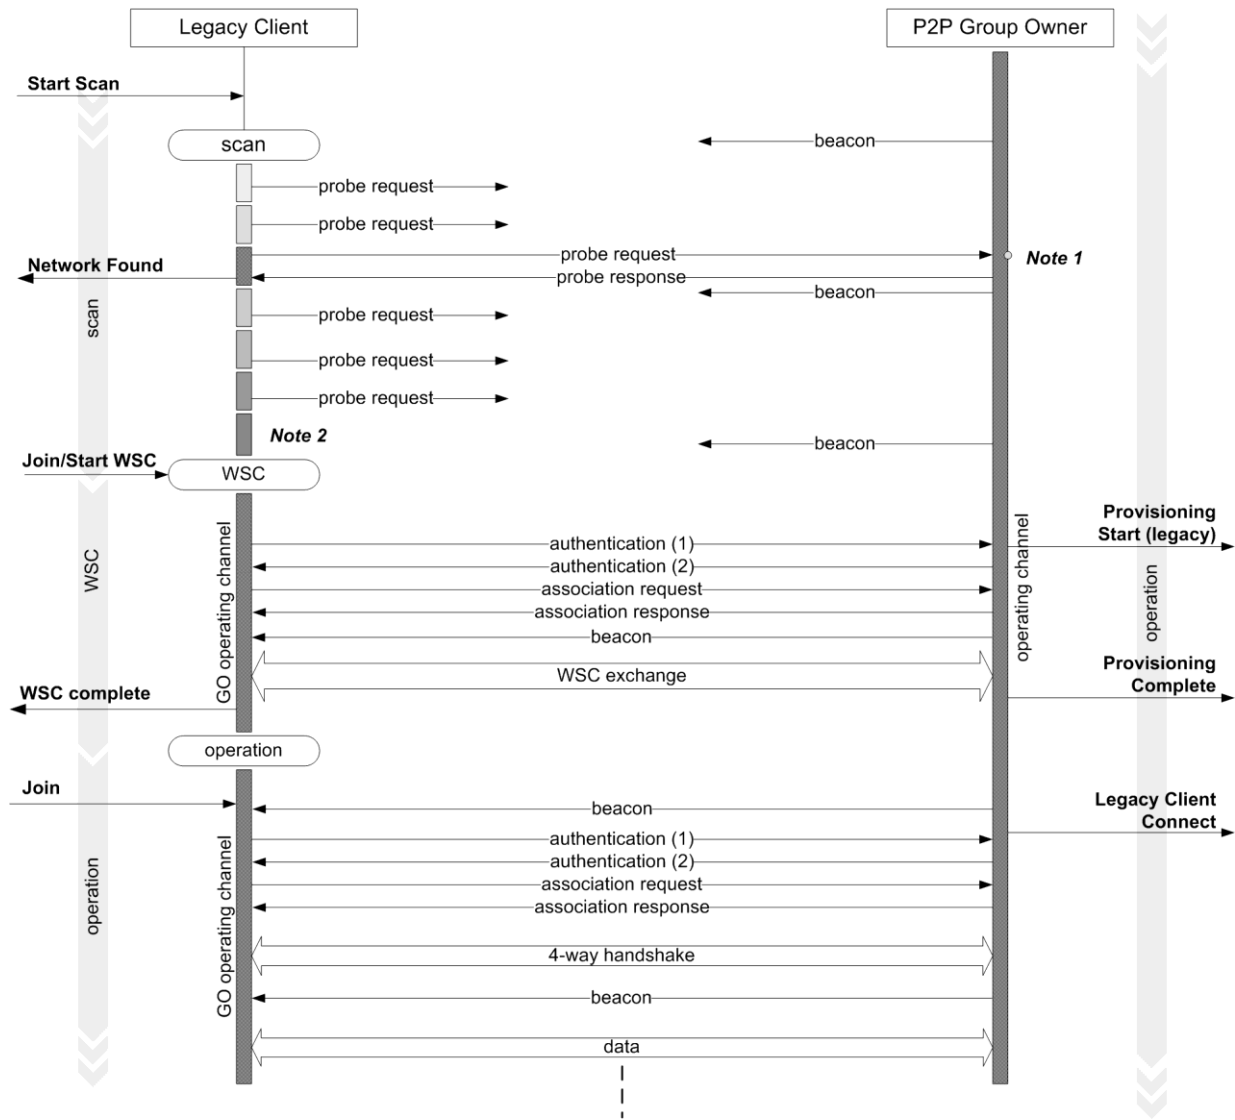 Legacy Client
P2P Group Owner
Start Scan
scan
beacon
probe request
probe request
probe request
Note 1
Network Found
probe response
beacon
probe request
scan
probe request
probe request
Note 2
beacon
Join/Start WSC
WSC
Provisioning
Start (legacy)
authentication (1)
authentication (2)
association request
association response
beacon
WSC
GO operating channel
operating channel
operation
WSC exchange
Provisioning
Complete
WSC complete
operation
Join
beacon
Legacy Client
Connect
authentication (1)
authentication (2)
association request
association response
operation
GO operating channel
4-way handshake
beacon
data